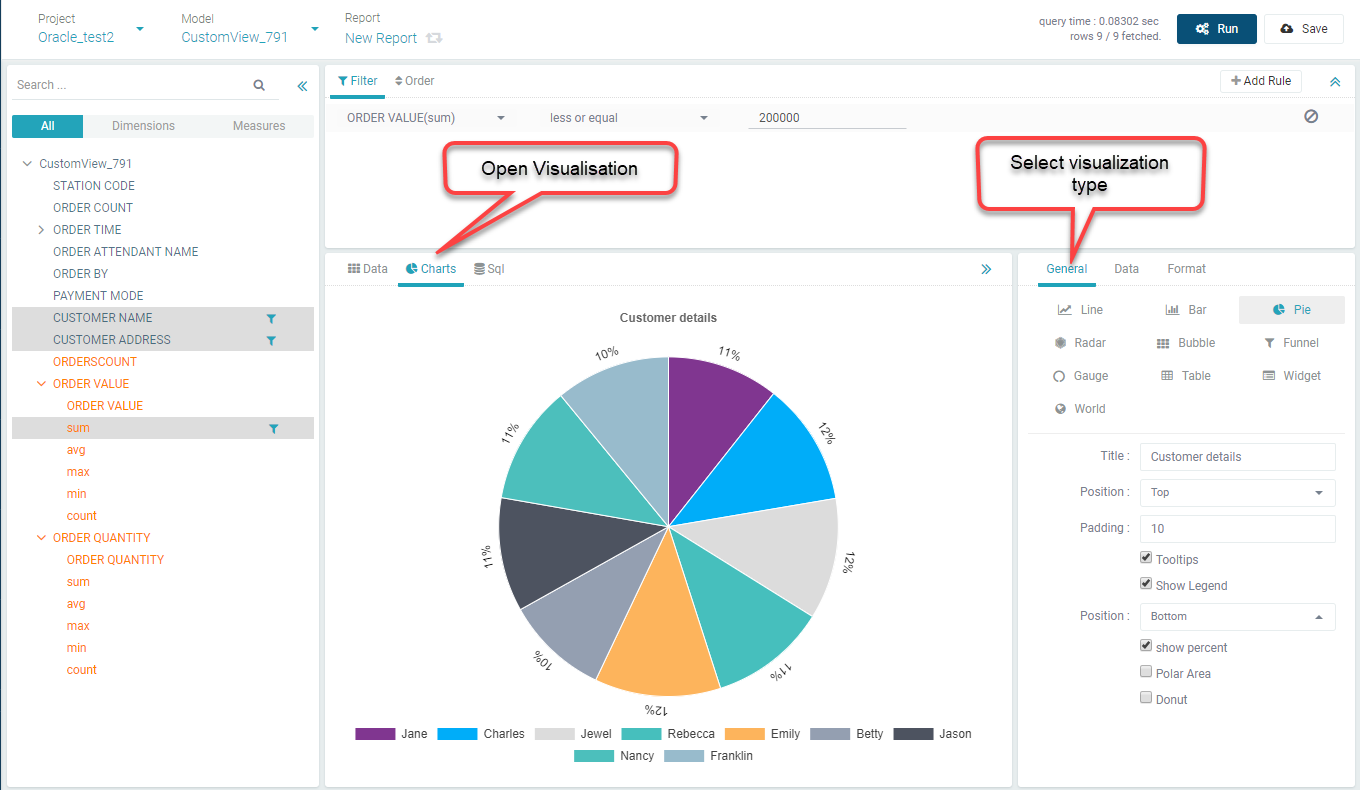 Project
Oracle_test2
Model
CustomView_791
Report
New Report
query time : 0.08302 sec
rows 9 / 9 fetched.
Run
Save
Search ...
All
Dimensions
Measures
CustomView_791
STATION CODE
ORDER COUNT
ORDER TIME
ORDER ATTENDANT NAME
ORDER BY
PAYMENT MODE
CUSTOMER NAME
CUSTOMER ADDRESS
ORDERSCOUNT
ORDER VALUE
ORDER VALUE
sum
avg
max
min
count
ORDER QUANTITY
ORDER QUANTITY
sum
avg
max
min
count
Filter
Order
Add Rule
ORDER VALUE(sum)
less or equal
200000
Open Visualisation
Select visualization
type
Data
Charts
Sql
Customer details
11%
12%
12%
11%
12%
10%
11%
11%
10%
Jane
Charles
Jewel
Rebecca
Emily
Betty
Jason
Nancy
Franklin
General
Data
Format
Line
Bar
Pie
Radar
Bubble
Funnel
Gauge
Table
Widget
World
Title :
Customer details
Position :
Top
Padding :
10
Tooltips
Show Legend
Position :
Bottom
show percent
Polar Area
Donut